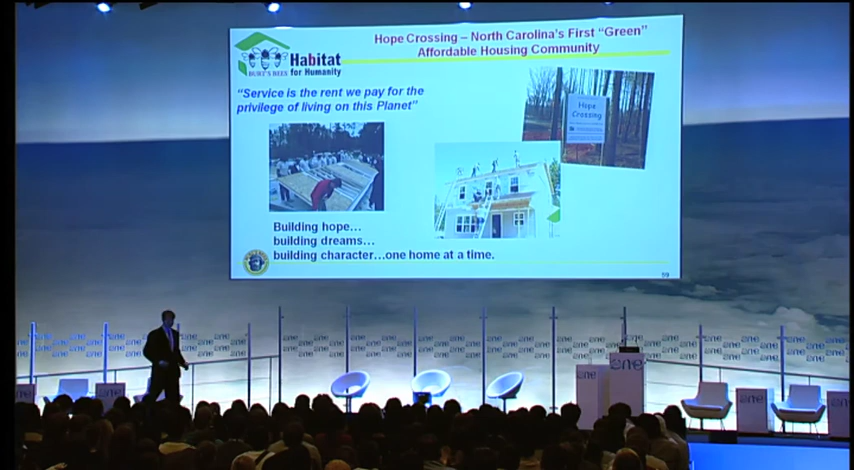 Hope Crossing – North Carolina's First "Green"
Affordable Housing Community
Habitat
for Humanity
BURT'S BEES
"Service is the rent we pay for the
privilege of living on this Planet"
Hope
Crossing
Building hope…
building dreams…
building character…one home at a time.
59
one
one